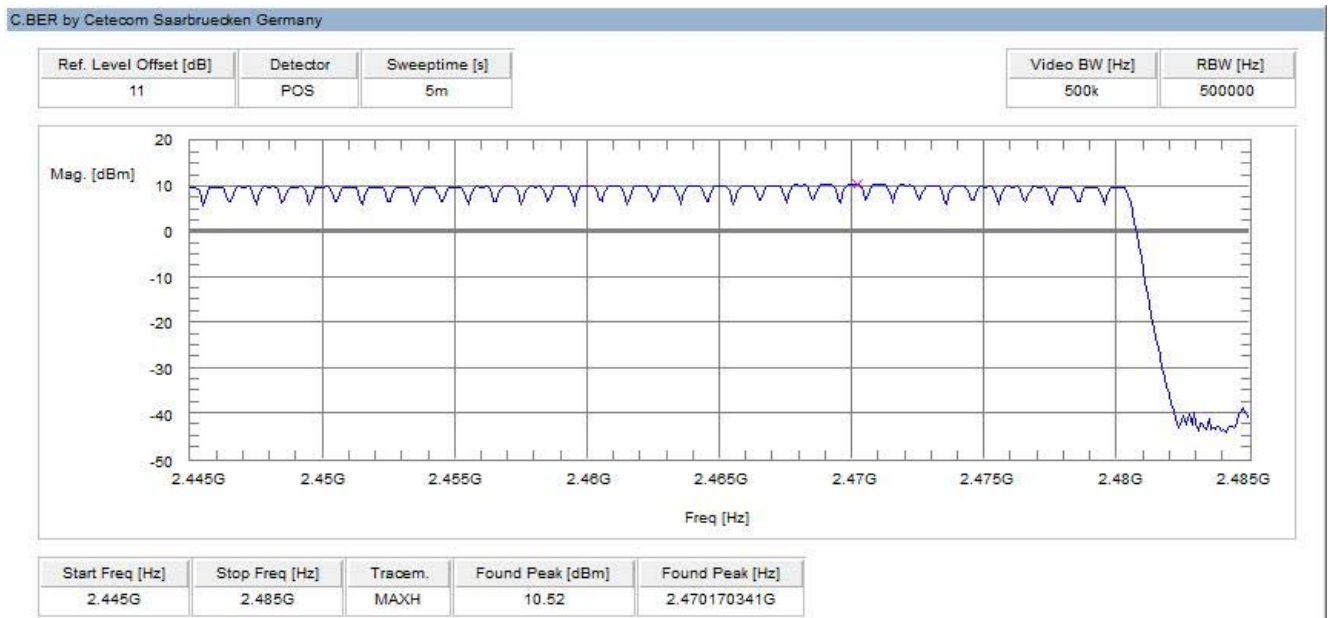 C.BER by Cetecom Saarbruecken Germany
Ref. Level Offset [dB] Detector Sweeptime [s] Video BW [Hz] RBW [Hz]
11 POS 5m 500k 500000
20
Mag. [dBm]
10
0
-10
-20
-30
-40
-50
2.445G 2.45G 2.455G 2.46G 2.465G 2.47G 2.475G 2.48G 2.485G
Freq [Hz]
Start Freq [Hz] Stop Freq [Hz] Tracem. Found Peak [dBm] Found Peak [Hz]
2.445G 2.485G MAXH 10.52 2.470170341G